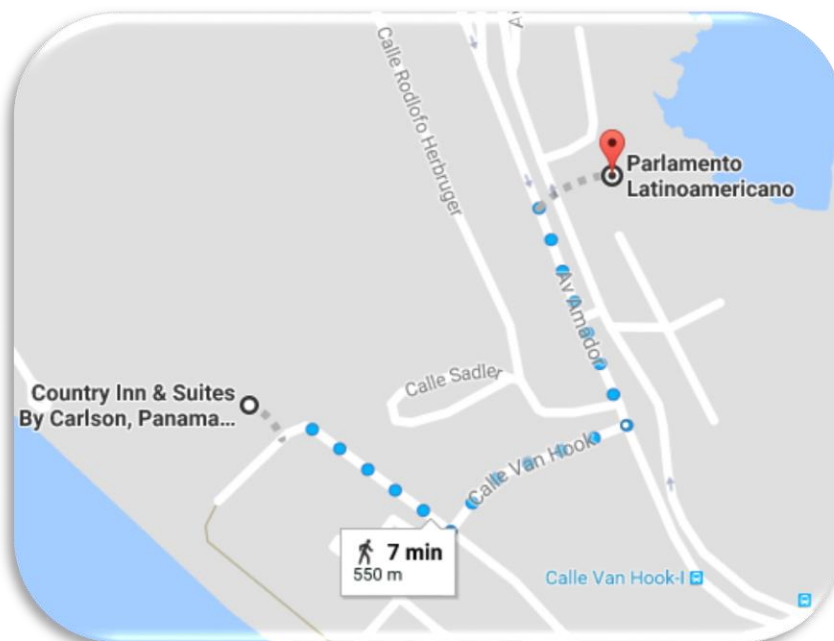 Calle Rodlofo Herbruger
Parlamento
Latinoamericano
Av Amador
Calle Sadler
Country Inn & Suites
By Carlson, Panama...
Calle Van Hook
7 min
550 m
Calle Van Hook-I